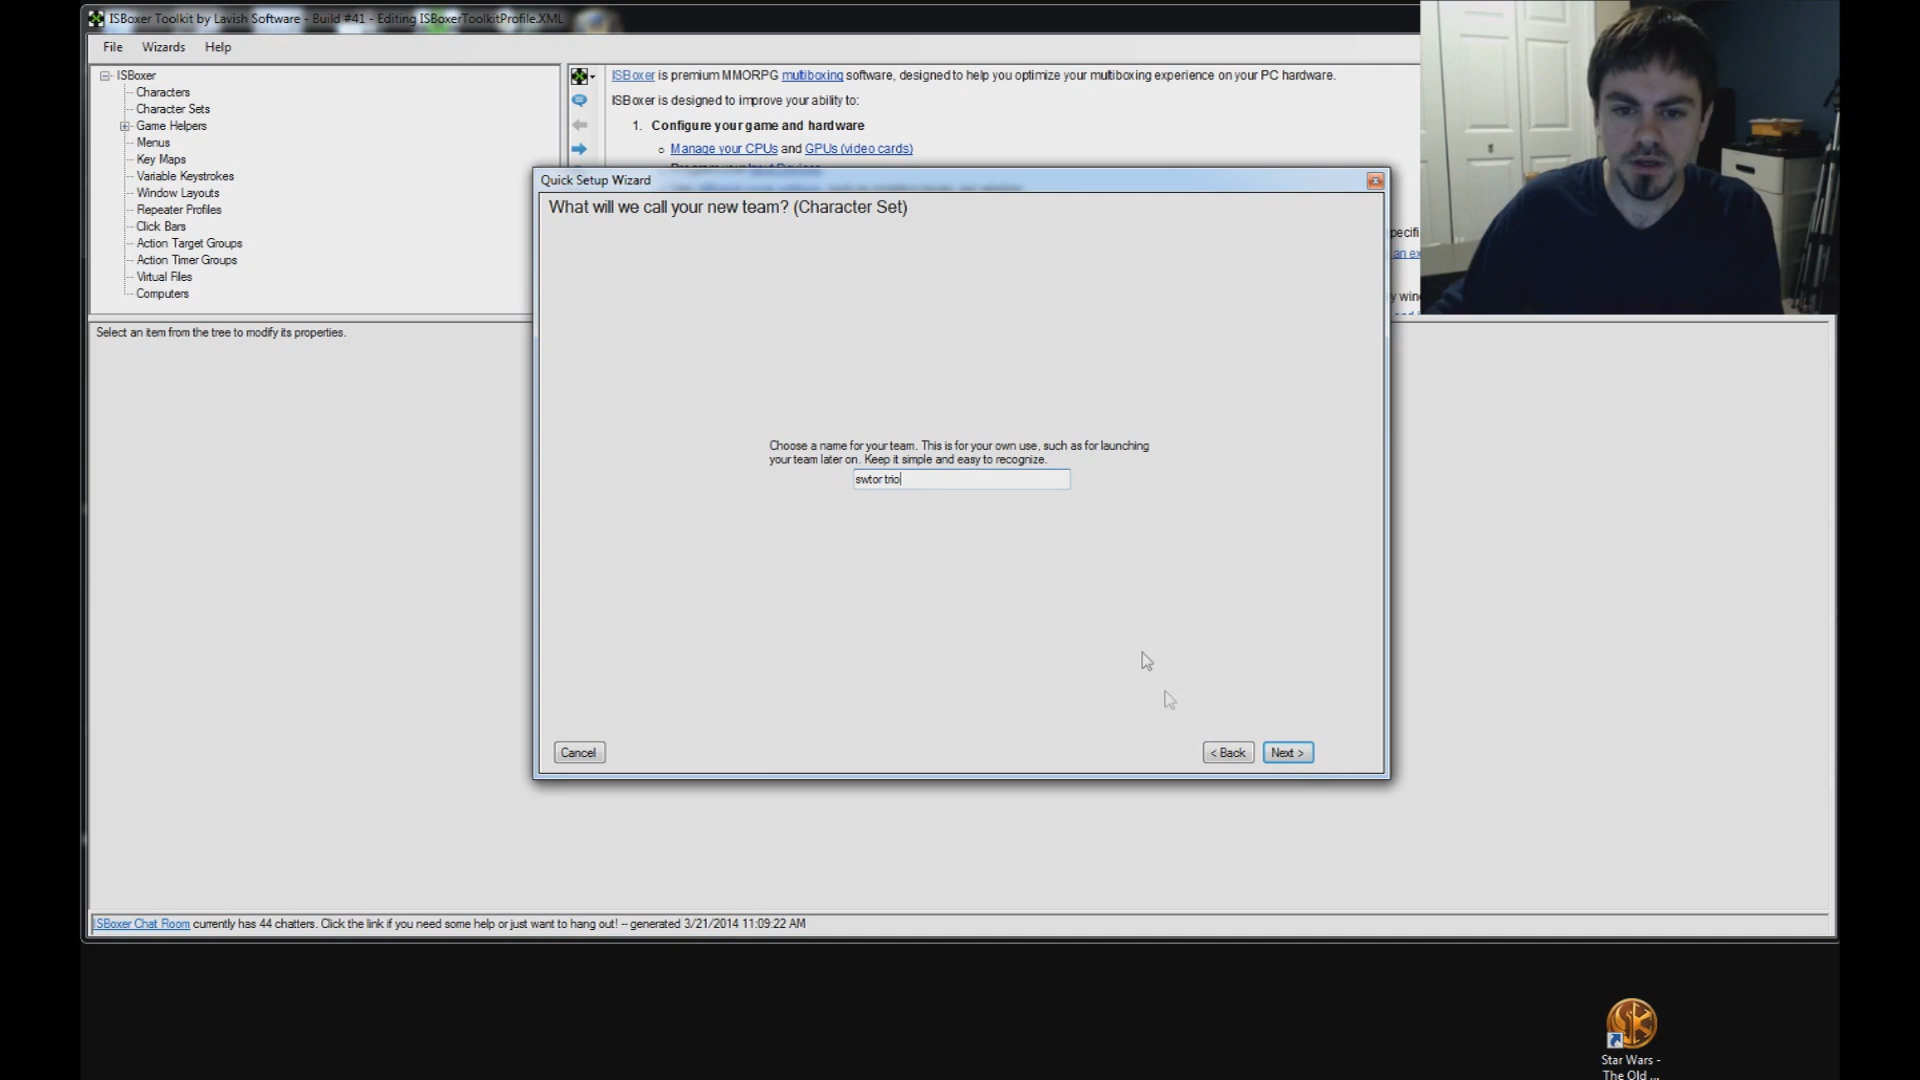 ISBoxer Toolkit by Lavish Software - Build #41 - Editing ISBoxerToolkitProfile.XML
File Wizards Help
ISBoxer
Characters
Character Sets
Game Helpers
Menus
Key Maps
Variable Keystrokes
Window Layouts
Repeater Profiles
Click Bars
Action Target Groups
Action Timer Groups
Virtual Files
Computers
ISBoxer is premium MMORPG multiboxing software, designed to help you optimize your multiboxing experience on your PC hardware.
ISBoxer is designed to improve your ability to:
1. Configure your game and hardware
Manage your CPUs and GPUs (video cards)
Select an item from the tree to modify its properties.
Quick Setup Wizard
What will we call your new team? (Character Set)
Choose a name for your team. This is for your own use, such as for launching
your team later on. Keep it simple and easy to recognize.
swtor trio
Cancel
< Back
Next >
ISBoxer Chat Room currently has 44 chatters. Click the link if you need some help or just want to hang out! -- generated 3/21/2014 11:09:22 AM
Star Wars -
The Old ...